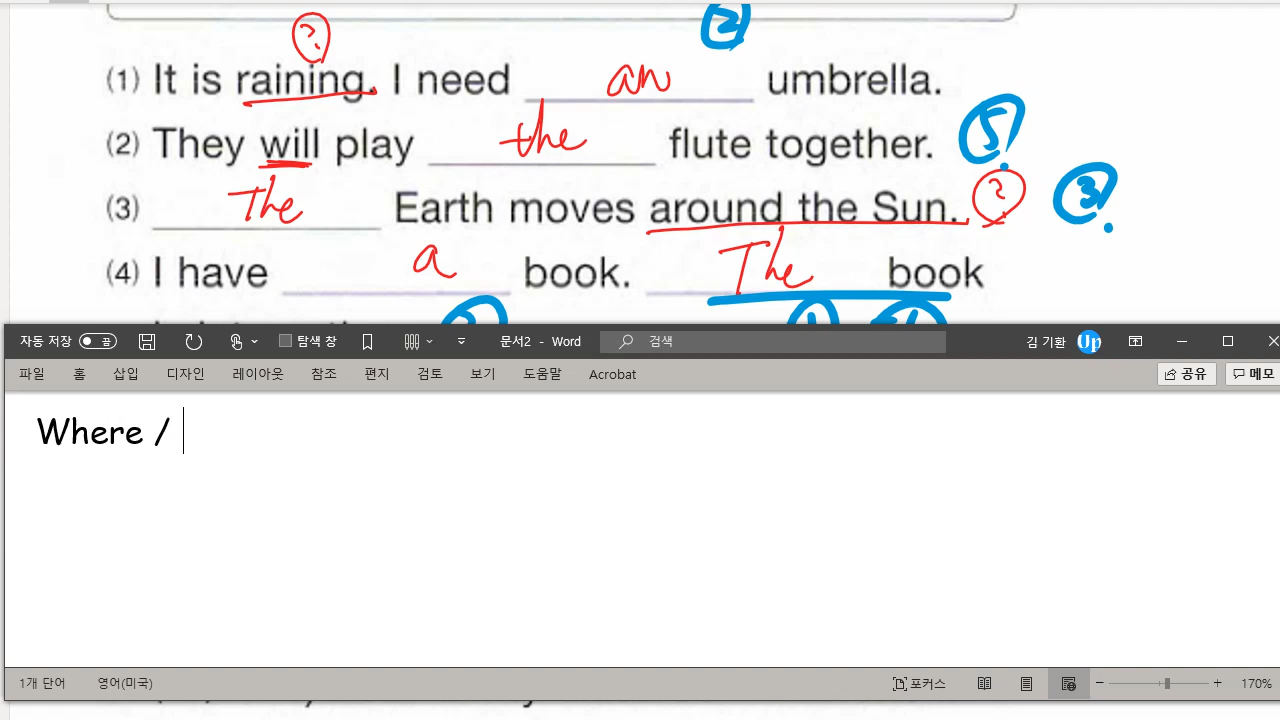 ?
2
(1) It is raining. I need an umbrella.
(2) They will play the flute together. 5
(3) The Earth moves around the Sun. ? 3
(4) I have a book. The book
자동 저장 끔 탐색 창 문서2 - Word 검색 김 기환 Up
파일 홈 삽입 디자인 레이아웃 참조 편지 검토 보기 도움말 Acrobat 공유 메모
Where /
1개 단어 영어(미국) 포커스 170%